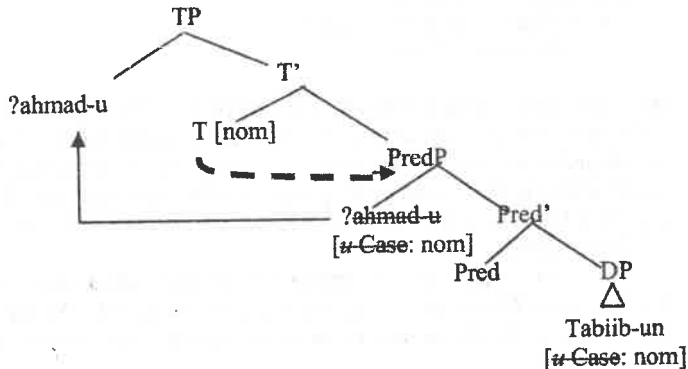 TP
T’
?ahmad-u
T [nom]
PredP
?ahmad-u Pred’
[u-Case: nom]
Pred DP
Tabiib-un
[u-Case: nom]